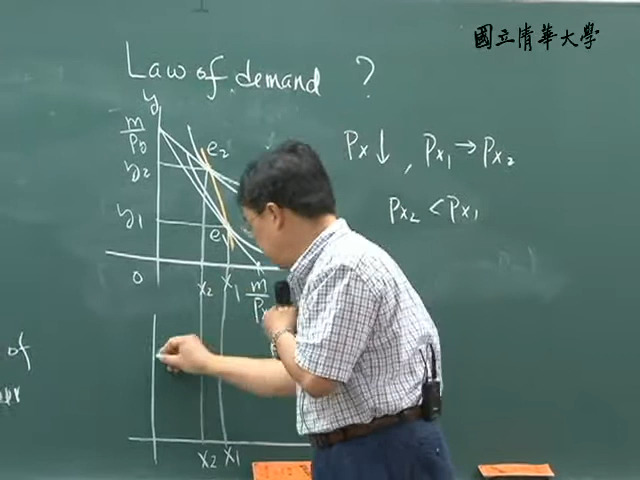 國立清華大學
Law of demand ?
y
m
P0
y2
y1
e2
e1
0
x2 x1
m
Px
Px↓ , Px1 → Px2
Px2 < Px1
of
x2 x1